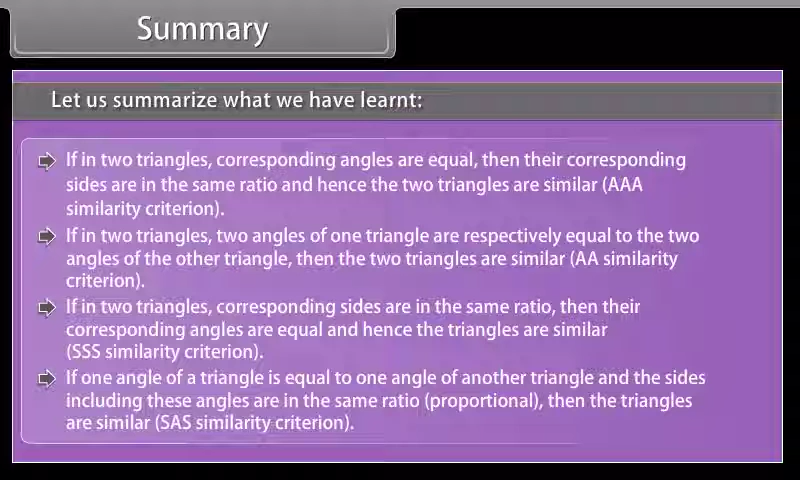 Summary
Let us summarize what we have learnt:
If in two triangles, corresponding angles are equal, then their corresponding
sides are in the same ratio and hence the two triangles are similar (AAA
similarity criterion).
If in two triangles, two angles of one triangle are respectively equal to the two
angles of the other triangle, then the two triangles are similar (AA similarity
criterion).
If in two triangles, corresponding sides are in the same ratio, then their
corresponding angles are equal and hence the triangles are similar
(SSS similarity criterion).
If one angle of a triangle is equal to one angle of another triangle and the sides
including these angles are in the same ratio (proportional), then the triangles
are similar (SAS similarity criterion).